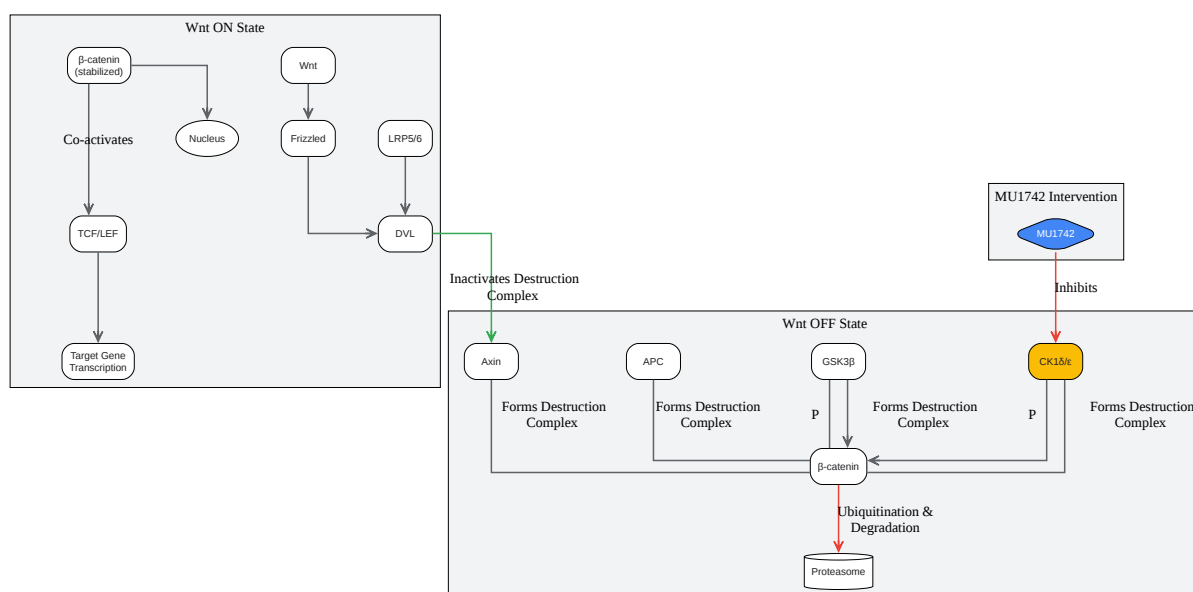 Wnt ON State
β-catenin
(stabilized)
Wnt
Co-activates
Nucleus
Frizzled
LRP5/6
TCF/LEF
DVL
Target Gene
Transcription
Inactivates Destruction
Complex
MU1742 Intervention
MU1742
Inhibits
Wnt OFF State
Axin
APC
GSK3β
CK1δ/ε
Forms Destruction
Complex
Forms Destruction
Complex
P
Forms Destruction
Complex
P
Forms Destruction
Complex
β-catenin
Ubiquitination &
Degradation
Proteasome